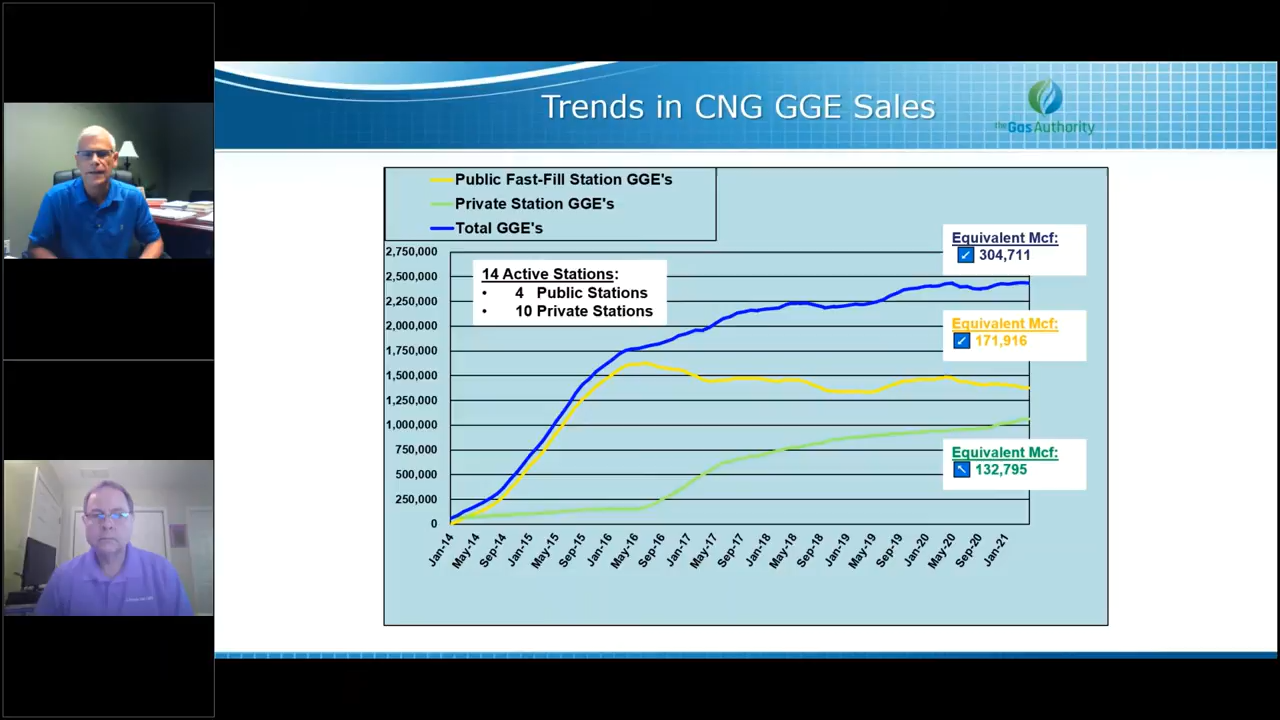 Trends in CNG GGE Sales
the Gas Authority
Public Fast-Fill Station GGE's
Private Station GGE's
Total GGE's
2,750,000
2,500,000
2,250,000
2,000,000
1,750,000
1,500,000
1,250,000
1,000,000
750,000
500,000
250,000
0
14 Active Stations:
• 4 Public Stations
• 10 Private Stations
Equivalent Mcf:
304,711
Equivalent Mcf:
171,916
Equivalent Mcf:
132,795
Jan-14
May-14
Sep-14
Jan-15
May-15
Sep-15
Jan-16
May-16
Sep-16
Jan-17
May-17
Sep-17
Jan-18
May-18
Sep-18
Jan-19
May-19
Sep-19
Jan-20
May-20
Sep-20
Jan-21